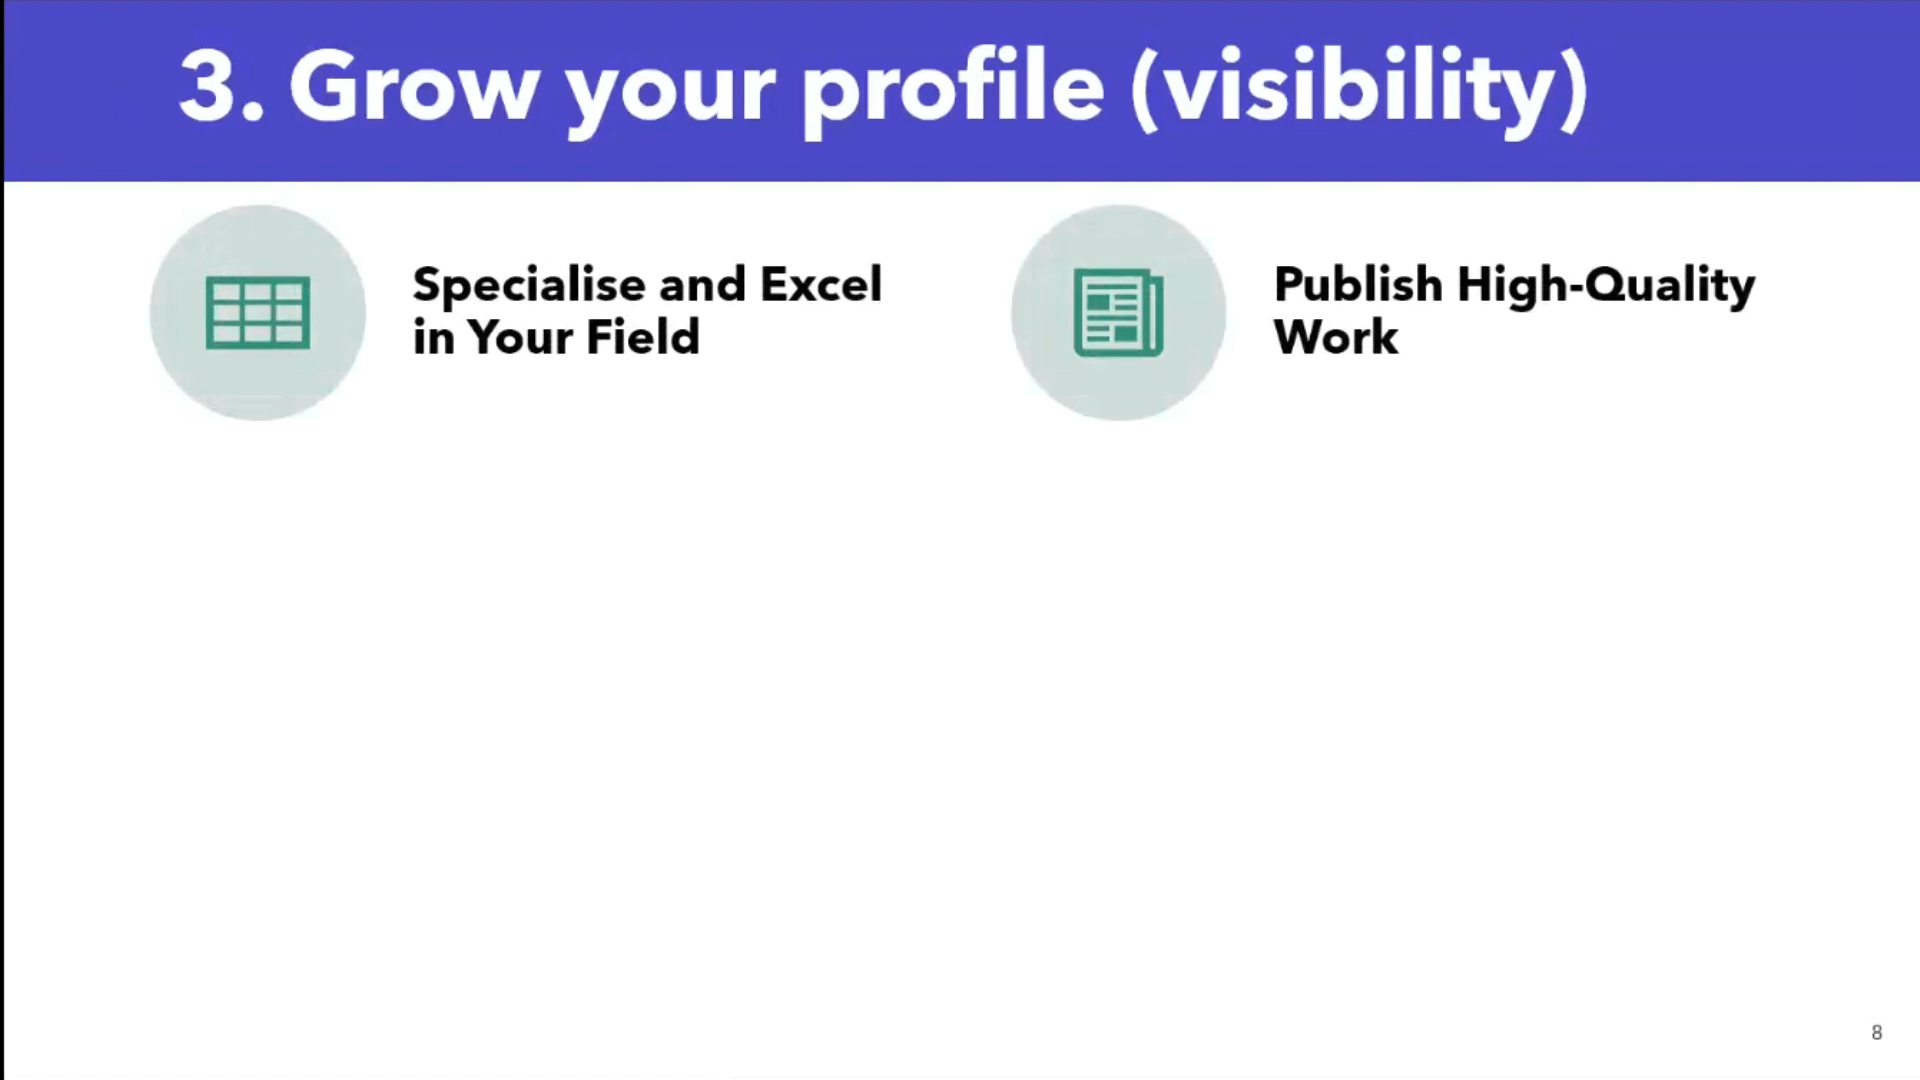 3. Grow your profile (visibility)
Specialise and Excel
in Your Field
Publish High-Quality
Work
8